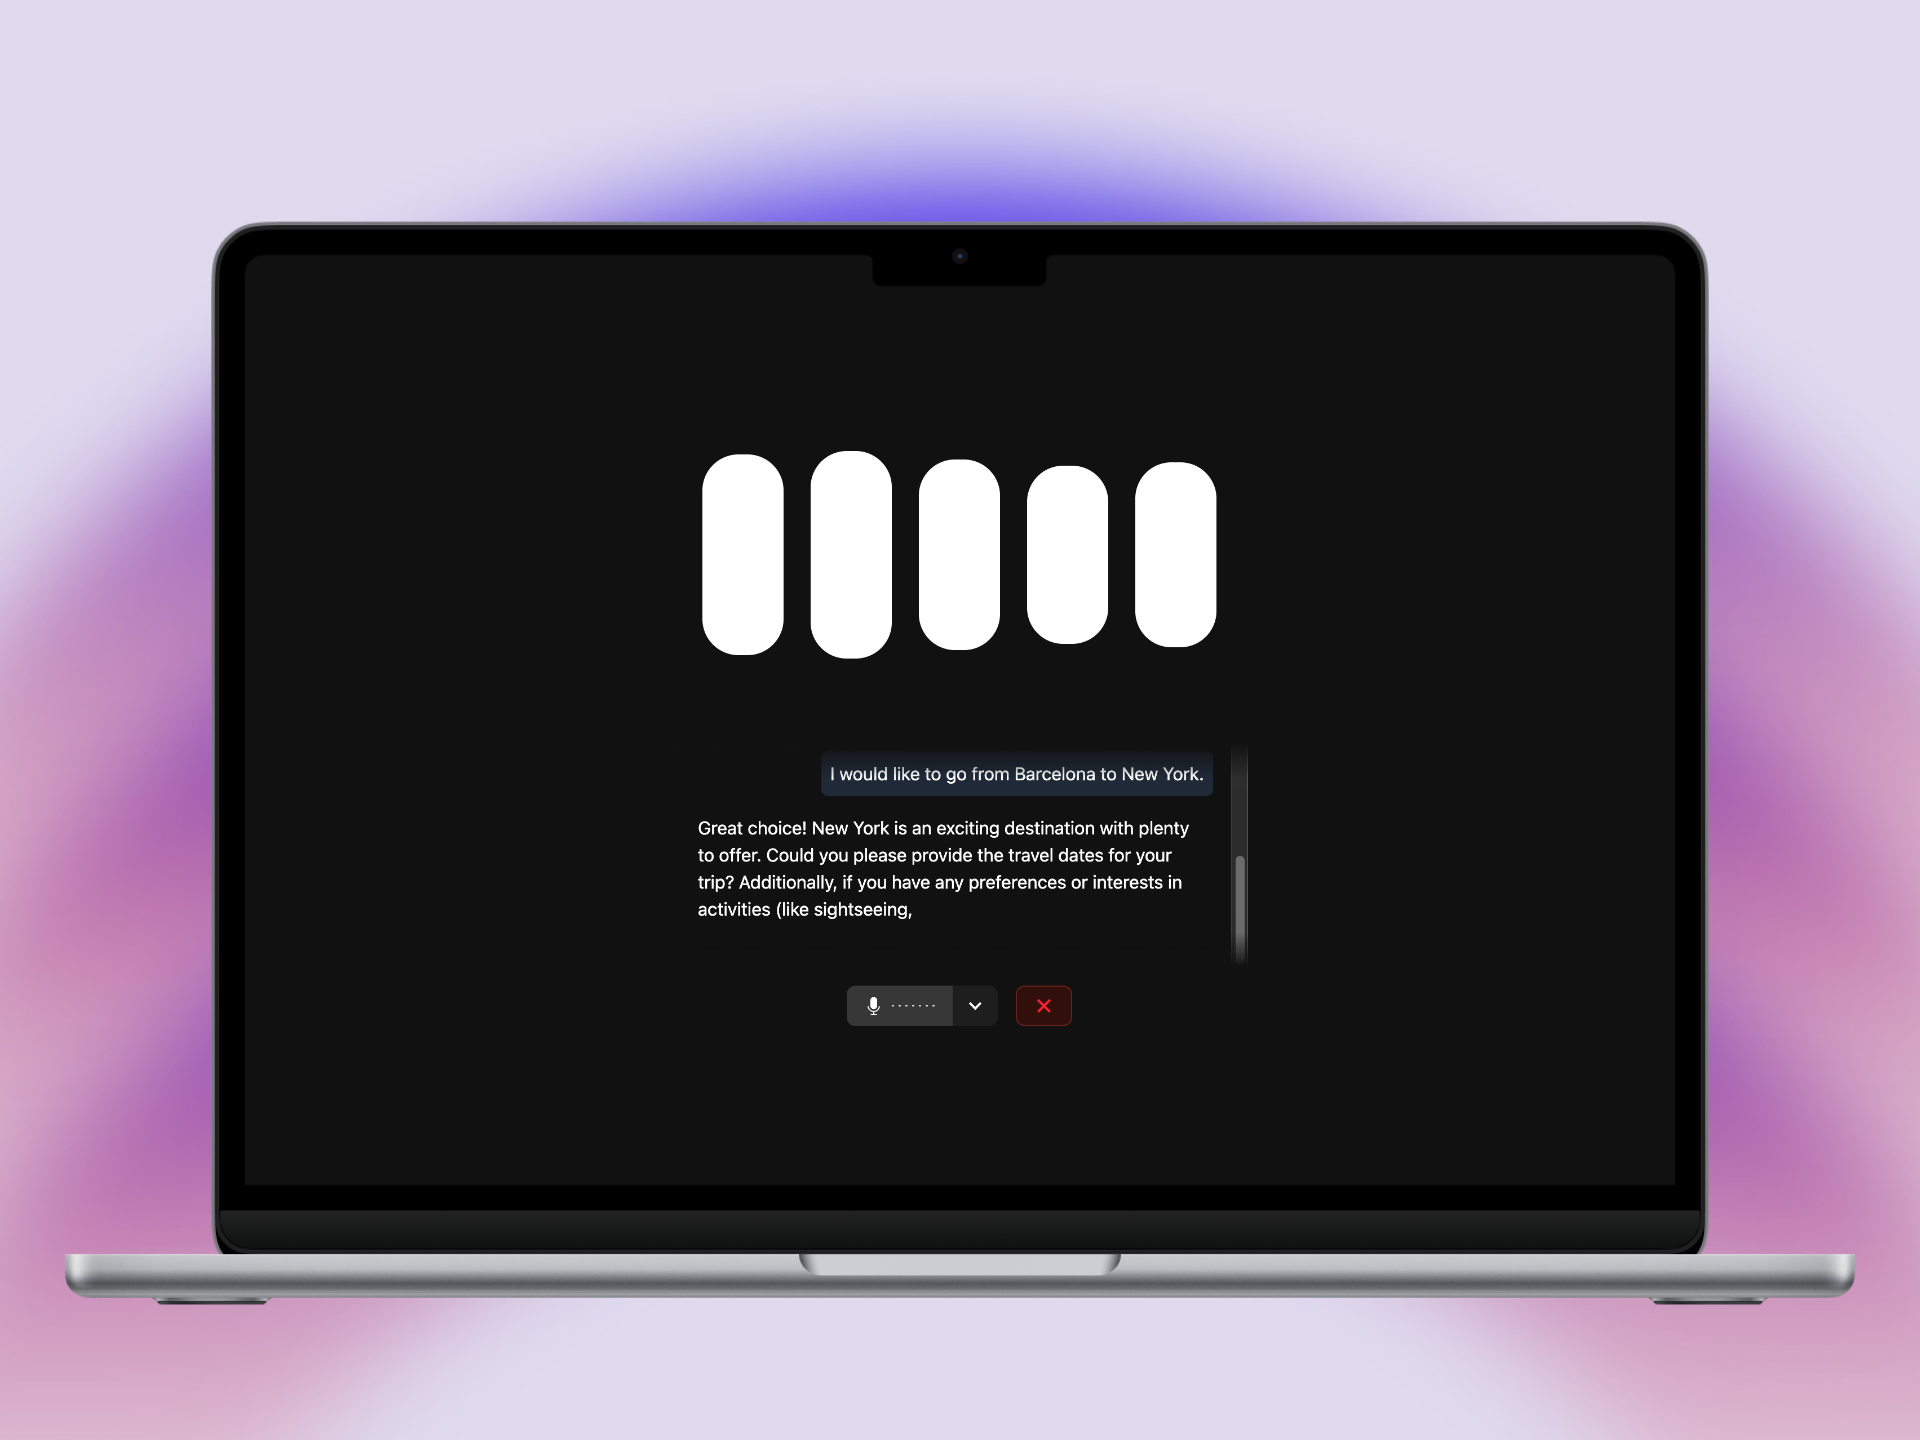 I would like to go from Barcelona to New York.
Great choice! New York is an exciting destination with plenty
to offer. Could you please provide the travel dates for your
trip? Additionally, if you have any preferences or interests in
activities (like sightseeing,